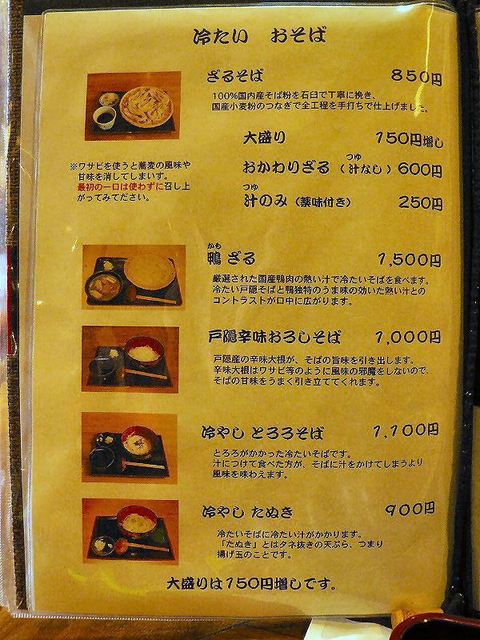 冷たい おそば
ざるそば 850円
100%国内産そば粉を石臼で丁寧に挽き、
国産小麦粉のつなぎで全工程を手打ちで仕上げました。
大盛り 150円増し
おかわりざる (汁なし) 600円
つゆ
汁のみ (薬味付き) 250円
つゆ
※ワサビを使うと蕎麦の風味や
甘味を消してしまいます。
最初の一口は使わずに召し上
がってみてください。
鴨 ざる 1,500円
かも
厳選された国産鴨肉の熱い汁で冷たいそばを食べます。
冷たい戸隠そばと鴨独特のうま味の効いた熱い汁との
コントラストが口中に広がります。
戸隠辛味おろしそば 1,000円
戸隠産の辛味大根が、そばの旨味を引き出します。
辛味大根はワサビ等のように風味の邪魔をしないので、
そばの甘味をうまく引き立ててくれます。
冷やし とろろそば 1,100円
とろろがかかった冷たいそばです。
汁につけて食べた方が、そばに汁をかけてしまうより
風味を味わえます。
冷やし たぬき 900円
冷たいそばに冷たい汁がかかります。
「たぬき」とはタネ抜きの天ぷら、つまり
揚げ玉のことです。
大盛りは150円増しです。